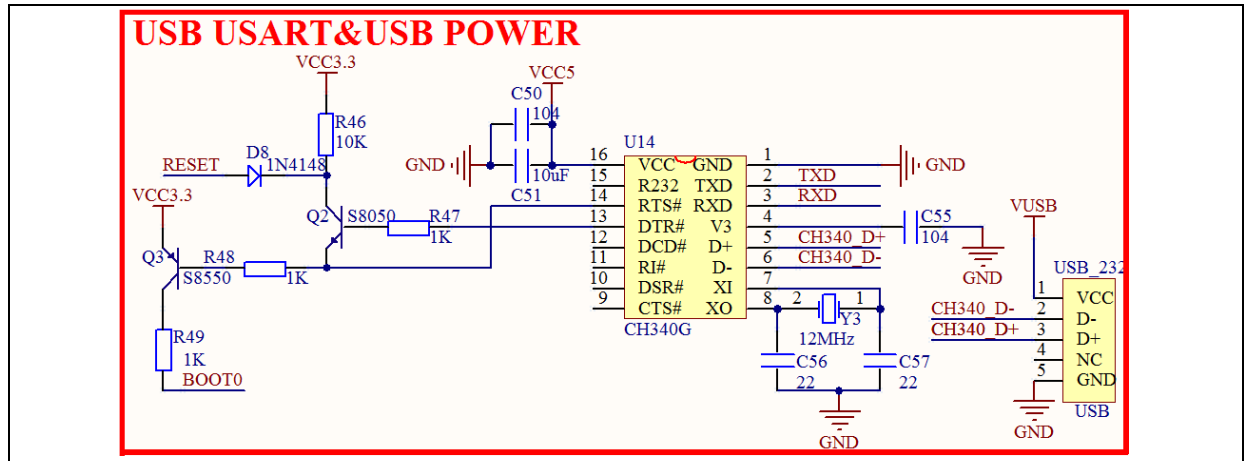 USB USART&USB POWER
VCC3.3
VCC5
C50
104
R46
10K
U14
D8
1N4148
RESET
GND
10uF
C51
16 VCC GND 1
GND
15 R232 TXD 2 TXD
14 RTS# RXD 3 RXD
13 DTR# V3 4
12 DCD# D+ 5 CH340_D+
11 RI# D- 6 CH340_D-
10 DSR# XI 7
9 CTS# XO 8
CH340G
VCC3.3
Q2
S8050
R47
1K
C55
104
GND
VUSB
Q3
S8550
R48
1K
USB_232
1 VCC
CH340_D- 2 D-
CH340_D+ 3 D+
4 NC
5 GND
USB
GND
2 1
Y3
12MHz
R49
1K
BOOT0
C56
22
C57
22
GND